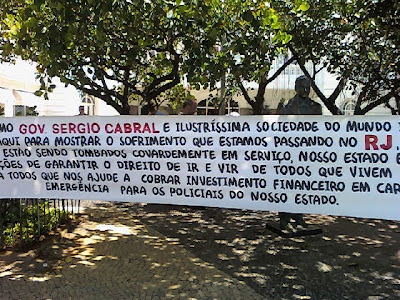 MO GOV. SERGIO CABRAL E ILUSTRÍSSIMA SOCIEDADE DO MUNDO
AQUI PARA MOSTRAR O SOFRIMENTO QUE ESTAMOS PASSANDO NO RJ.
ESTÃO SENDO TOMBADOS COVARDEMENTE EM SERVIÇO, NOSSO ESTADO
ÇÕES DE GARANTIR O DIREITO DE IR E VIR DE TODOS QUE VIVEM
A TODOS QUE NOS AJUDE A COBRAR INVESTIMENTO FINANCEIRO EM CAR
EMERGÊNCIA PARA OS POLICIAIS DO NOSSO ESTADO.